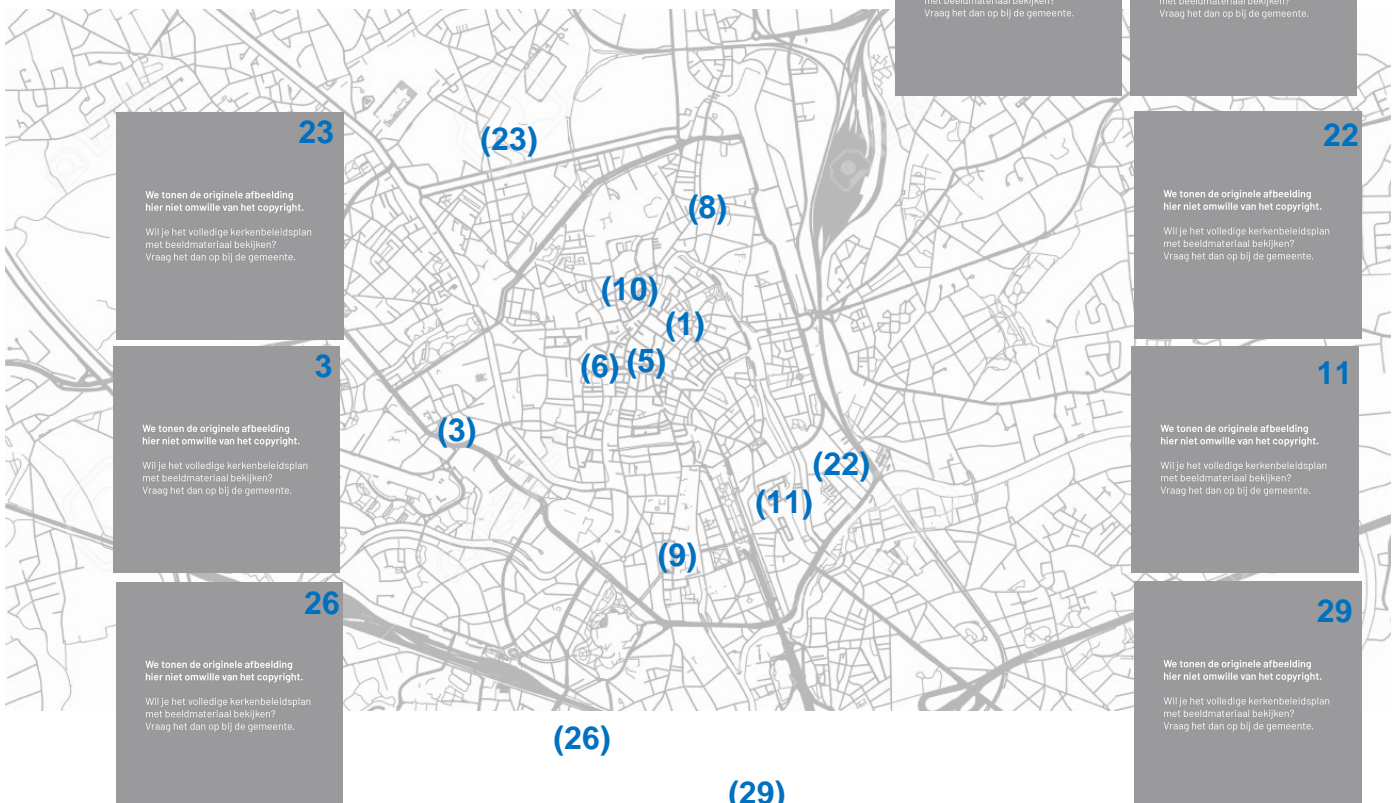 met beeldmateriaal bekijken?
Vraag het dan op bij de gemeente.
met beeldmateriaal bekijken?
Vraag het dan op bij de gemeente.
23
We tonen de originele afbeelding
hier niet omwille van het copyright.
Wil je het volledige kerkenbeleidsplan
met beeldmateriaal bekijken?
Vraag het dan op bij de gemeente.
(23)
22
We tonen de originele afbeelding
hier niet omwille van het copyright.
Wil je het volledige kerkenbeleidsplan
met beeldmateriaal bekijken?
Vraag het dan op bij de gemeente.
(8)
(10)
(1)
(6)
(5)
3
We tonen de originele afbeelding
hier niet omwille van het copyright.
Wil je het volledige kerkenbeleidsplan
met beeldmateriaal bekijken?
Vraag het dan op bij de gemeente.
(3)
11
We tonen de originele afbeelding
hier niet omwille van het copyright.
Wil je het volledige kerkenbeleidsplan
met beeldmateriaal bekijken?
Vraag het dan op bij de gemeente.
(22)
(11)
(9)
26
We tonen de originele afbeelding
hier niet omwille van het copyright.
Wil je het volledige kerkenbeleidsplan
met beeldmateriaal bekijken?
Vraag het dan op bij de gemeente.
29
We tonen de originele afbeelding
hier niet omwille van het copyright.
Wil je het volledige kerkenbeleidsplan
met beeldmateriaal bekijken?
Vraag het dan op bij de gemeente.
(26)
(29)